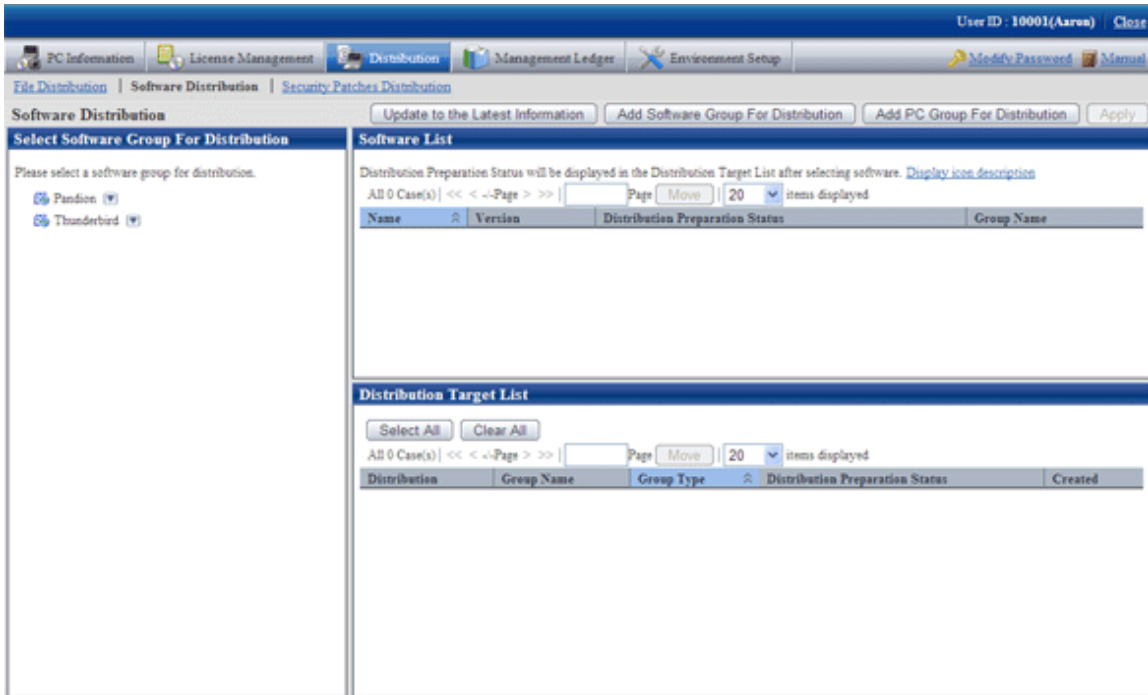 User ID : 10001(Aaron) Close
PC Information License Management Distribution Management Ledger Environment Setup Modify Password Manual
File Distribution | Software Distribution | Security Patches Distribution
Software Distribution Update to the Latest Information Add Software Group For Distribution Add PC Group For Distribution Apply
Select Software Group For Distribution
Please select a software group for distribution.
Pandion
Thunderbird
Software List
Distribution Preparation Status will be displayed in the Distribution Target List after selecting software. Display icon description
All 0 Case(s) | << < -/-Page > >> | Page Move | 20 items displayed
Name Version Distribution Preparation Status Group Name
Distribution Target List
Select All Clear All
All 0 Case(s) | << < -/-Page > >> | Page Move | 20 items displayed
Distribution Group Name Group Type Distribution Preparation Status Created